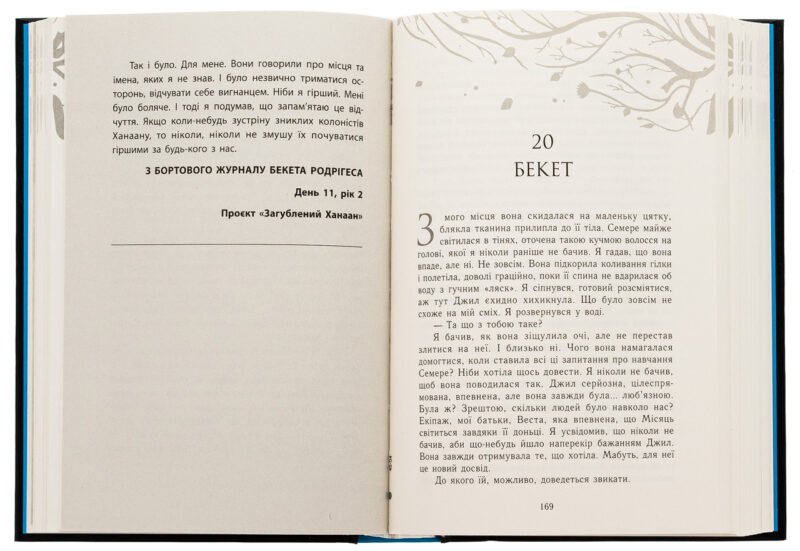 Так і було. Для мене. Вони говорили про місця та
імена, яких я не знав. І було незвично триматися ос-
торонь, відчувати себе вигнанцем. Ніби я гірший. Мені
було боляче. І тоді я подумав, що запам'ятаю це від-
чуття. Якщо коли-небудь зустріну зниклих колоністів
Ханаану, то ніколи, ніколи не змушу їх почуватися
гіршими за будь-кого з нас.
З БОРТОВОГО ЖУРНАЛУ БЕКЕТА РОДРІГЕСА
День 11, рік 2
Проєкт «Загублений Ханаан»
20
БЕКЕТ
З мого місця вона скидалася на маленьку цятку,
блякла тканина прилипла до її тіла. Семере майже
світилася в тінях, оточена такою кучмою волосся на
голові, якої я ніколи раніше не бачив. Я гадав, що вона
впаде, але ні. Не зовсім. Вона підкорила коливання гілки
і полетіла, доволі граційно, поки її спина не вдарилася об
воду з гучним «ляск». Я сіпнувся, готовий розсміятися,
аж тут Джил єхидно хихикнула. Що було зовсім не
схоже на мій сміх. Я розвернувся у воді.
— Та що з тобою таке?
Я бачив, як вона зіщулила очі, але не перестав
злитися на неї. І близько ні. Чого вона намагалася
домогтися, коли ставила всі ці запитання про навчання
Семере? Ніби хотіла щось довести. Я ніколи не бачив,
щоб вона поводилася так. Джил серйозна, цілеспря-
мована, впевнена, але вона завжди була... люб'язною.
Була ж? Зрештою, скільки людей було навколо нас?
Екіпаж, мої батьки, Веста, яка впевнена, що Місяць
світиться завдяки її доньці. Я усвідомив, що ніколи не
бачив, аби що-небудь йшло наперекір бажанням Джил.
Вона завжди отримувала те, що хотіла. Мабуть, для неї
це новий досвід.
До якого їй, можливо, доведеться звикати.
169